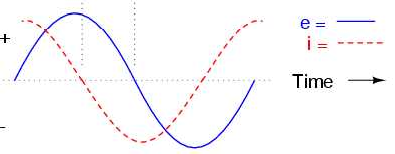 +
e =
i =
Time
-